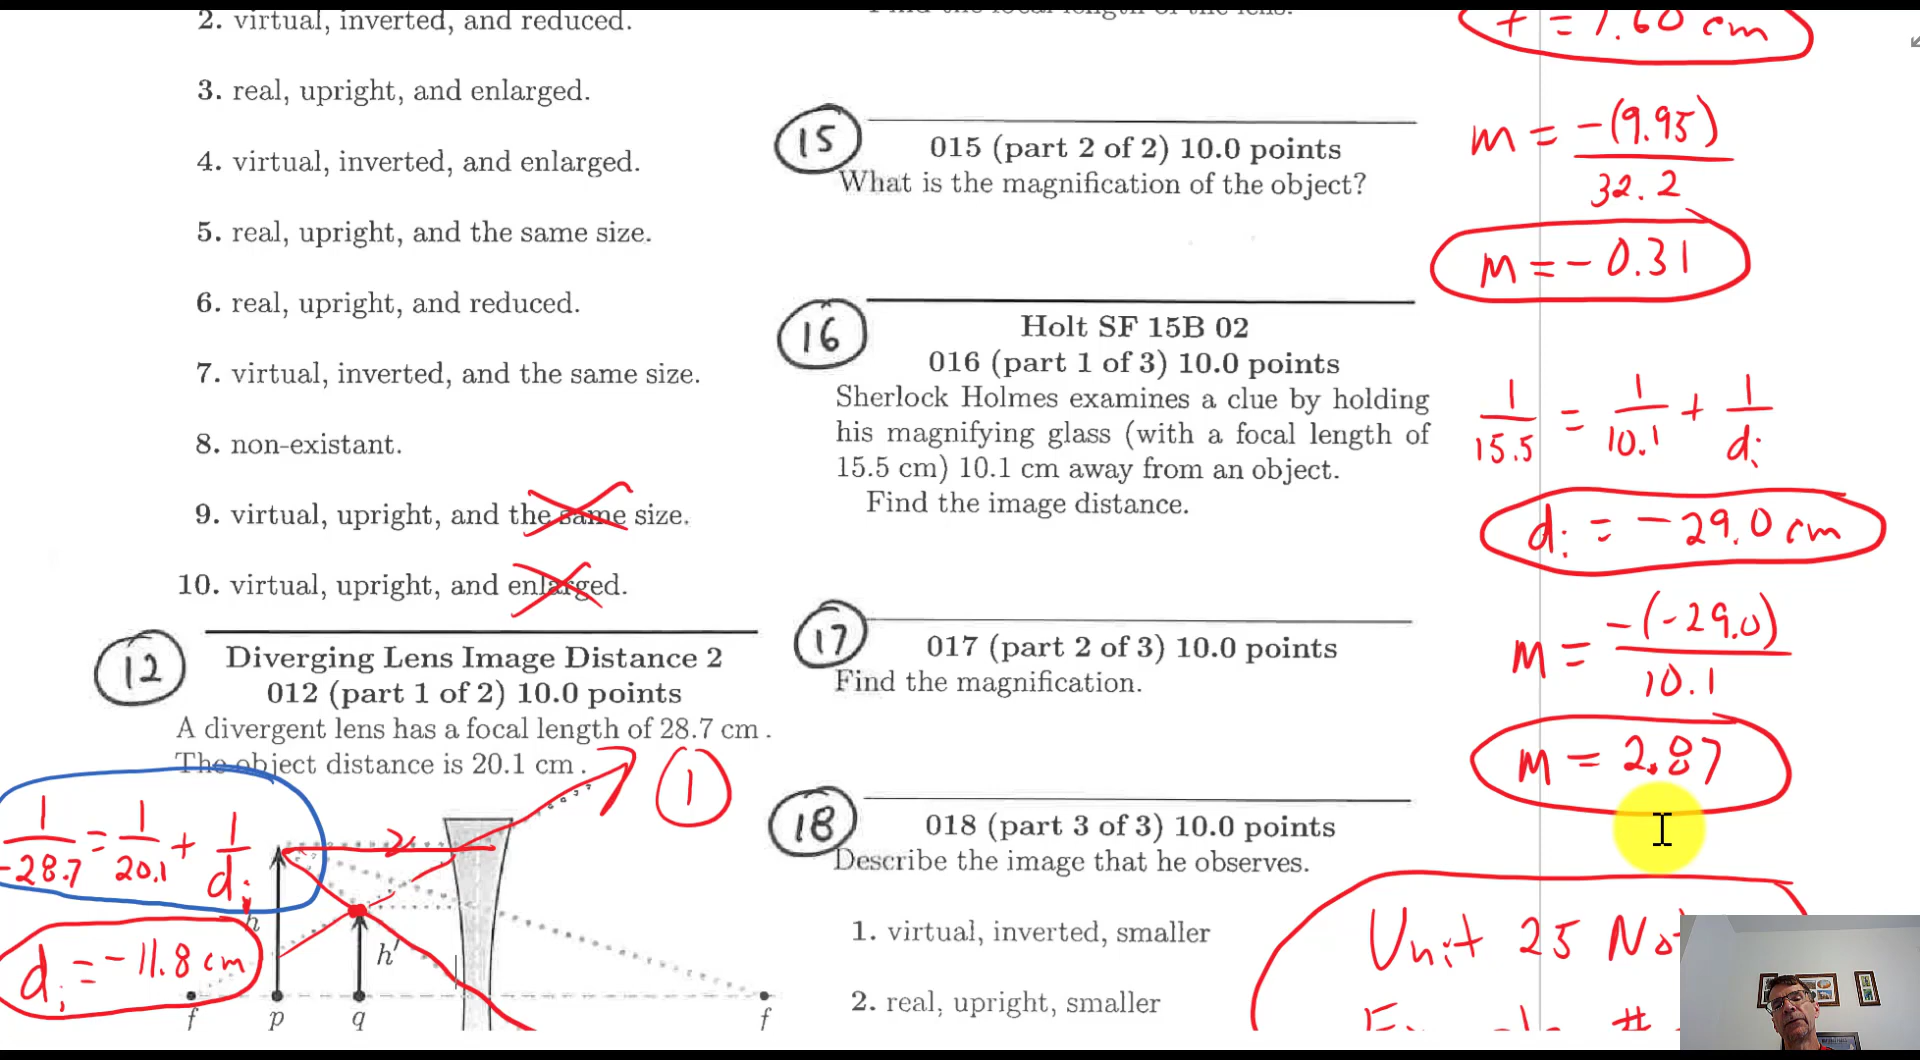 2. virtual, inverted, and reduced.
3. real, upright, and enlarged.
4. virtual, inverted, and enlarged.
5. real, upright, and the same size.
6. real, upright, and reduced.
7. virtual, inverted, and the same size.
8. non-existant.
9. virtual, upright, and the same size.
10. virtual, upright, and enlarged.
12
Diverging Lens Image Distance 2
012 (part 1 of 2) 10.0 points
A divergent lens has a focal length of 28.7 cm .
The object distance is 20.1 cm .
1
1/-28.7 = 1/20.1 + 1/di
di = -11.8 cm
h
h'
f p q f
15
015 (part 2 of 2) 10.0 points
What is the magnification of the object?
16
Holt SF 15B 02
016 (part 1 of 3) 10.0 points
Sherlock Holmes examines a clue by holding
his magnifying glass (with a focal length of
15.5 cm) 10.1 cm away from an object.
Find the image distance.
17
017 (part 2 of 3) 10.0 points
Find the magnification.
18
018 (part 3 of 3) 10.0 points
Describe the image that he observes.
1. virtual, inverted, smaller
2. real, upright, smaller
f = 7.60 cm
m = -(9.95)/32.2
m = - 0.31
1/15.5 = 1/10.1 + 1/di
di = -29.0 cm
m = -(-29.0)/10.1
m = 2.87
Unit 25